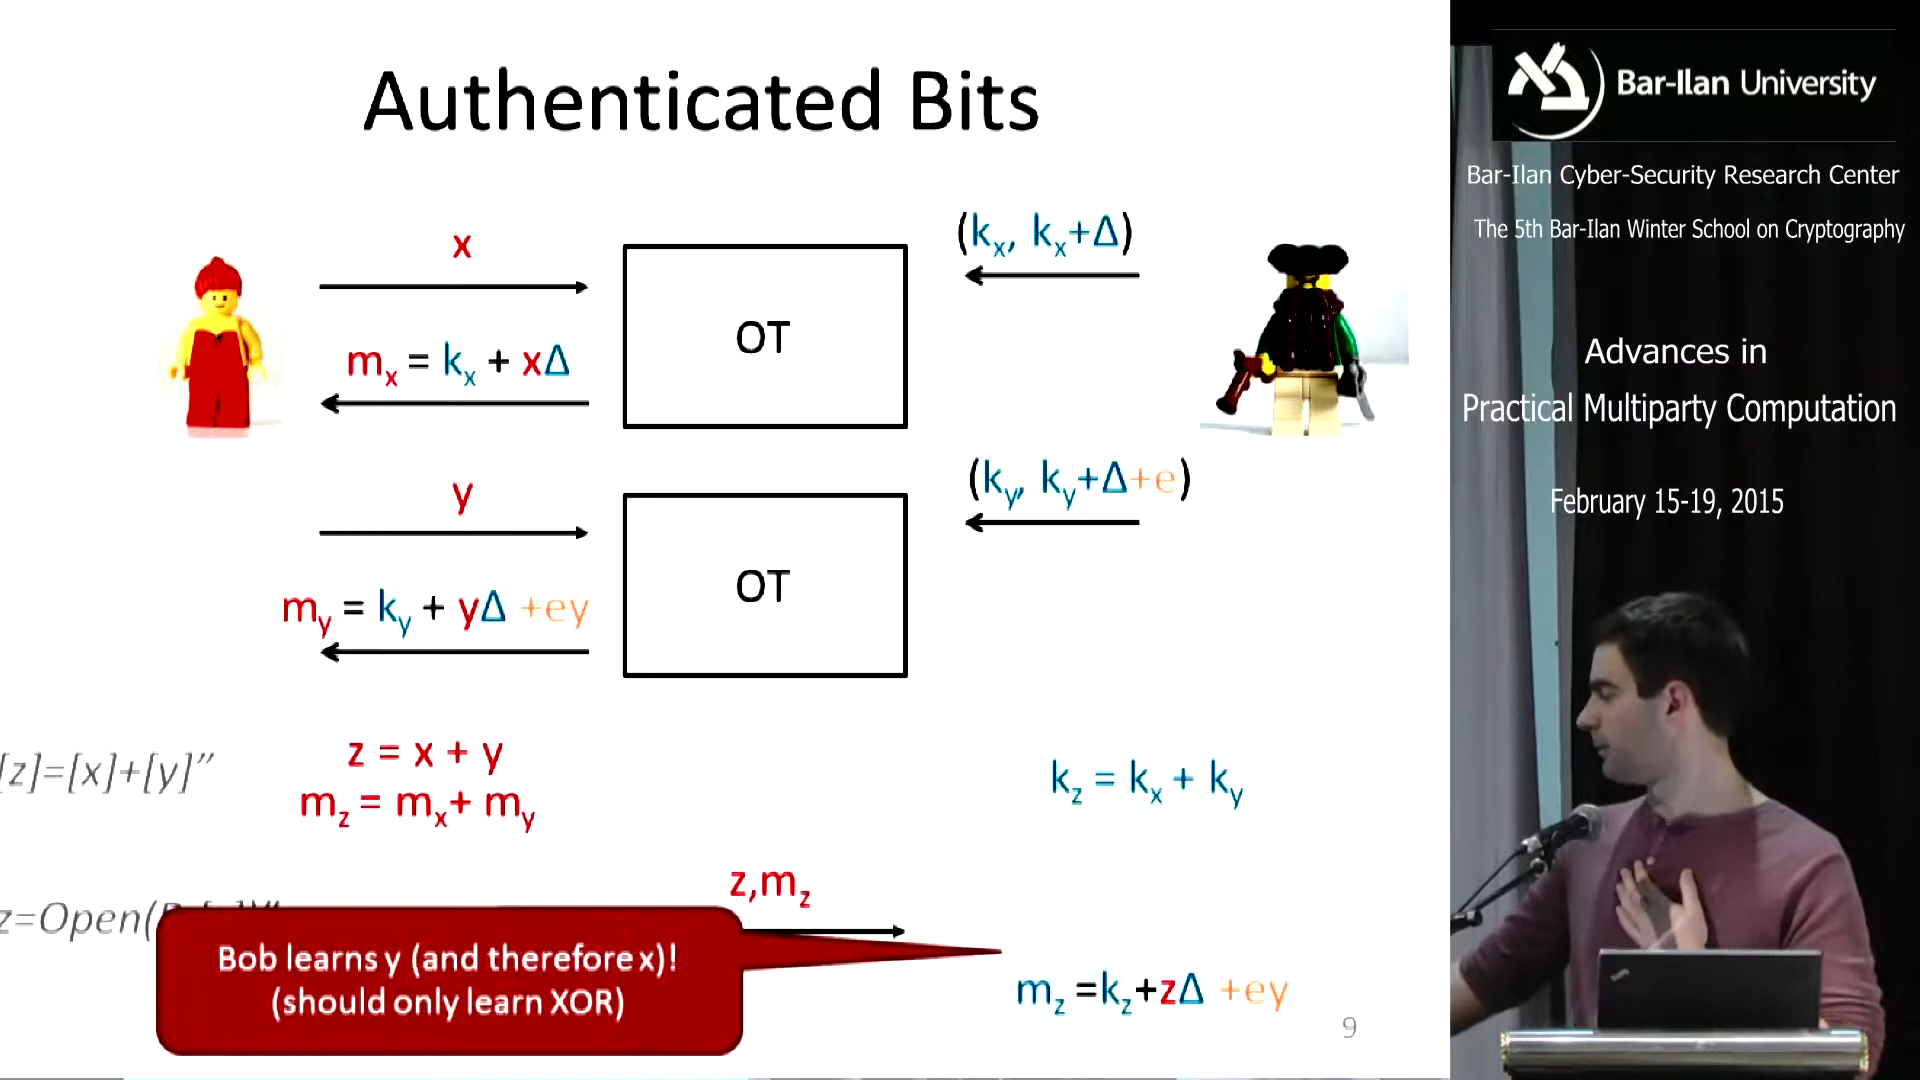 Authenticated Bits
x
(kx, kx+Δ)
OT
mx = kx + xΔ
y
(ky, ky+Δ+e)
OT
my = ky + yΔ +ey
[z]=[x]+[y]”
z = x + y
mz = mx+ my
kz = kx + ky
z,mz
z=Open(
Bob learns y (and therefore x)!
(should only learn XOR)
mz =kz+zΔ +ey
9
Bar-Ilan University
Bar-Ilan Cyber-Security Research Center
The 5th Bar-Ilan Winter School on Cryptography
Advances in
Practical Multiparty Computation
February 15-19, 2015